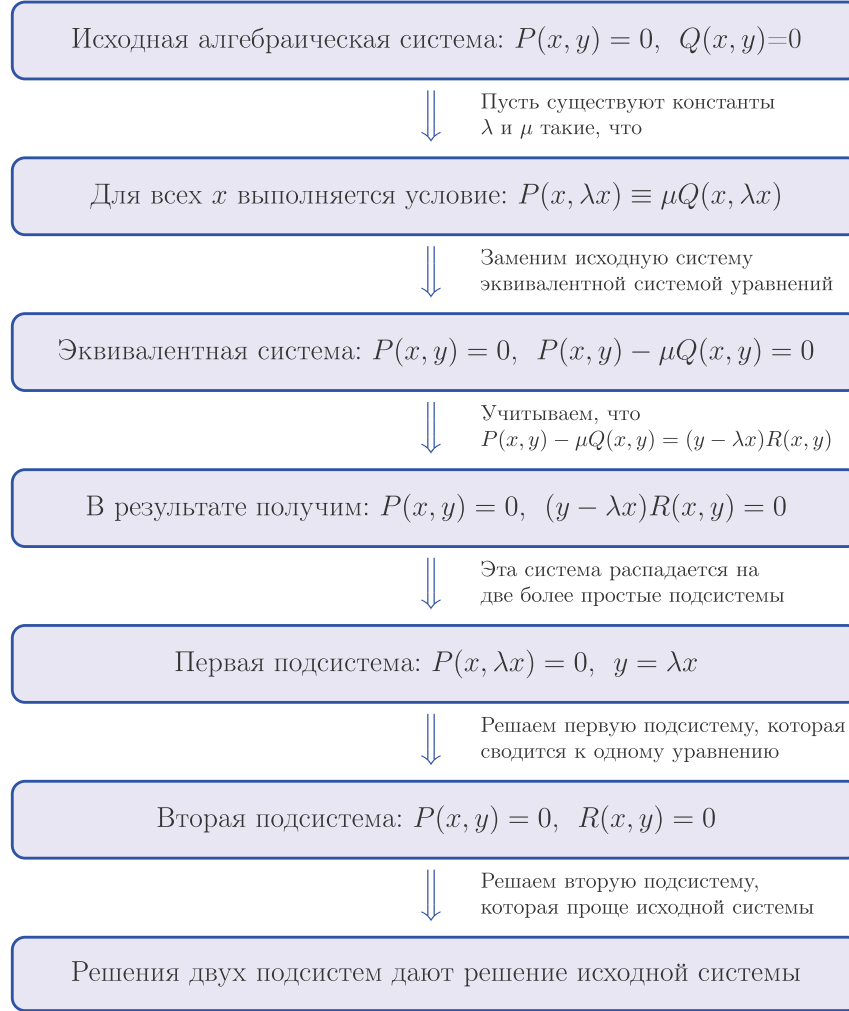 Исходная алгебраическая система: P(x, y) = 0, Q(x, y)=0
Пусть существуют константы
λ и μ такие, что
Для всех x выполняется условие: P(x, λx) ≡ μQ(x, λx)
Заменим исходную систему
эквивалентной системой уравнений
Эквивалентная система: P(x, y) = 0, P(x, y) − μQ(x, y) = 0
Учитываем, что
P(x, y) − μQ(x, y) = (y − λx)R(x, y)
В результате получим: P(x, y) = 0, (y − λx)R(x, y) = 0
Эта система распадается на
две более простые подсистемы
Первая подсистема: P(x, λx) = 0, y = λx
Решаем первую подсистему, которая
сводится к одному уравнению
Вторая подсистема: P(x, y) = 0, R(x, y) = 0
Решаем вторую подсистему,
которая проще исходной системы
Решения двух подсистем дают решение исходной системы